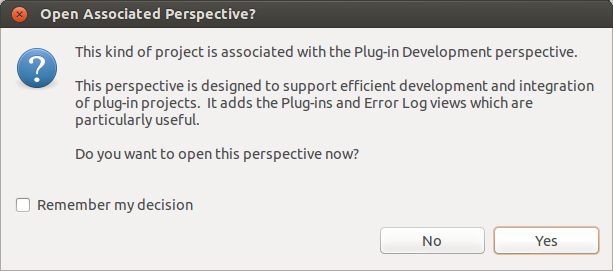 Open Associated Perspective?
This kind of project is associated with the Plug-in Development perspective.
This perspective is designed to support efficient development and integration
of plug-in projects.  It adds the Plug-ins and Error Log views which are
particularly useful.
Do you want to open this perspective now?
Remember my decision
No
Yes